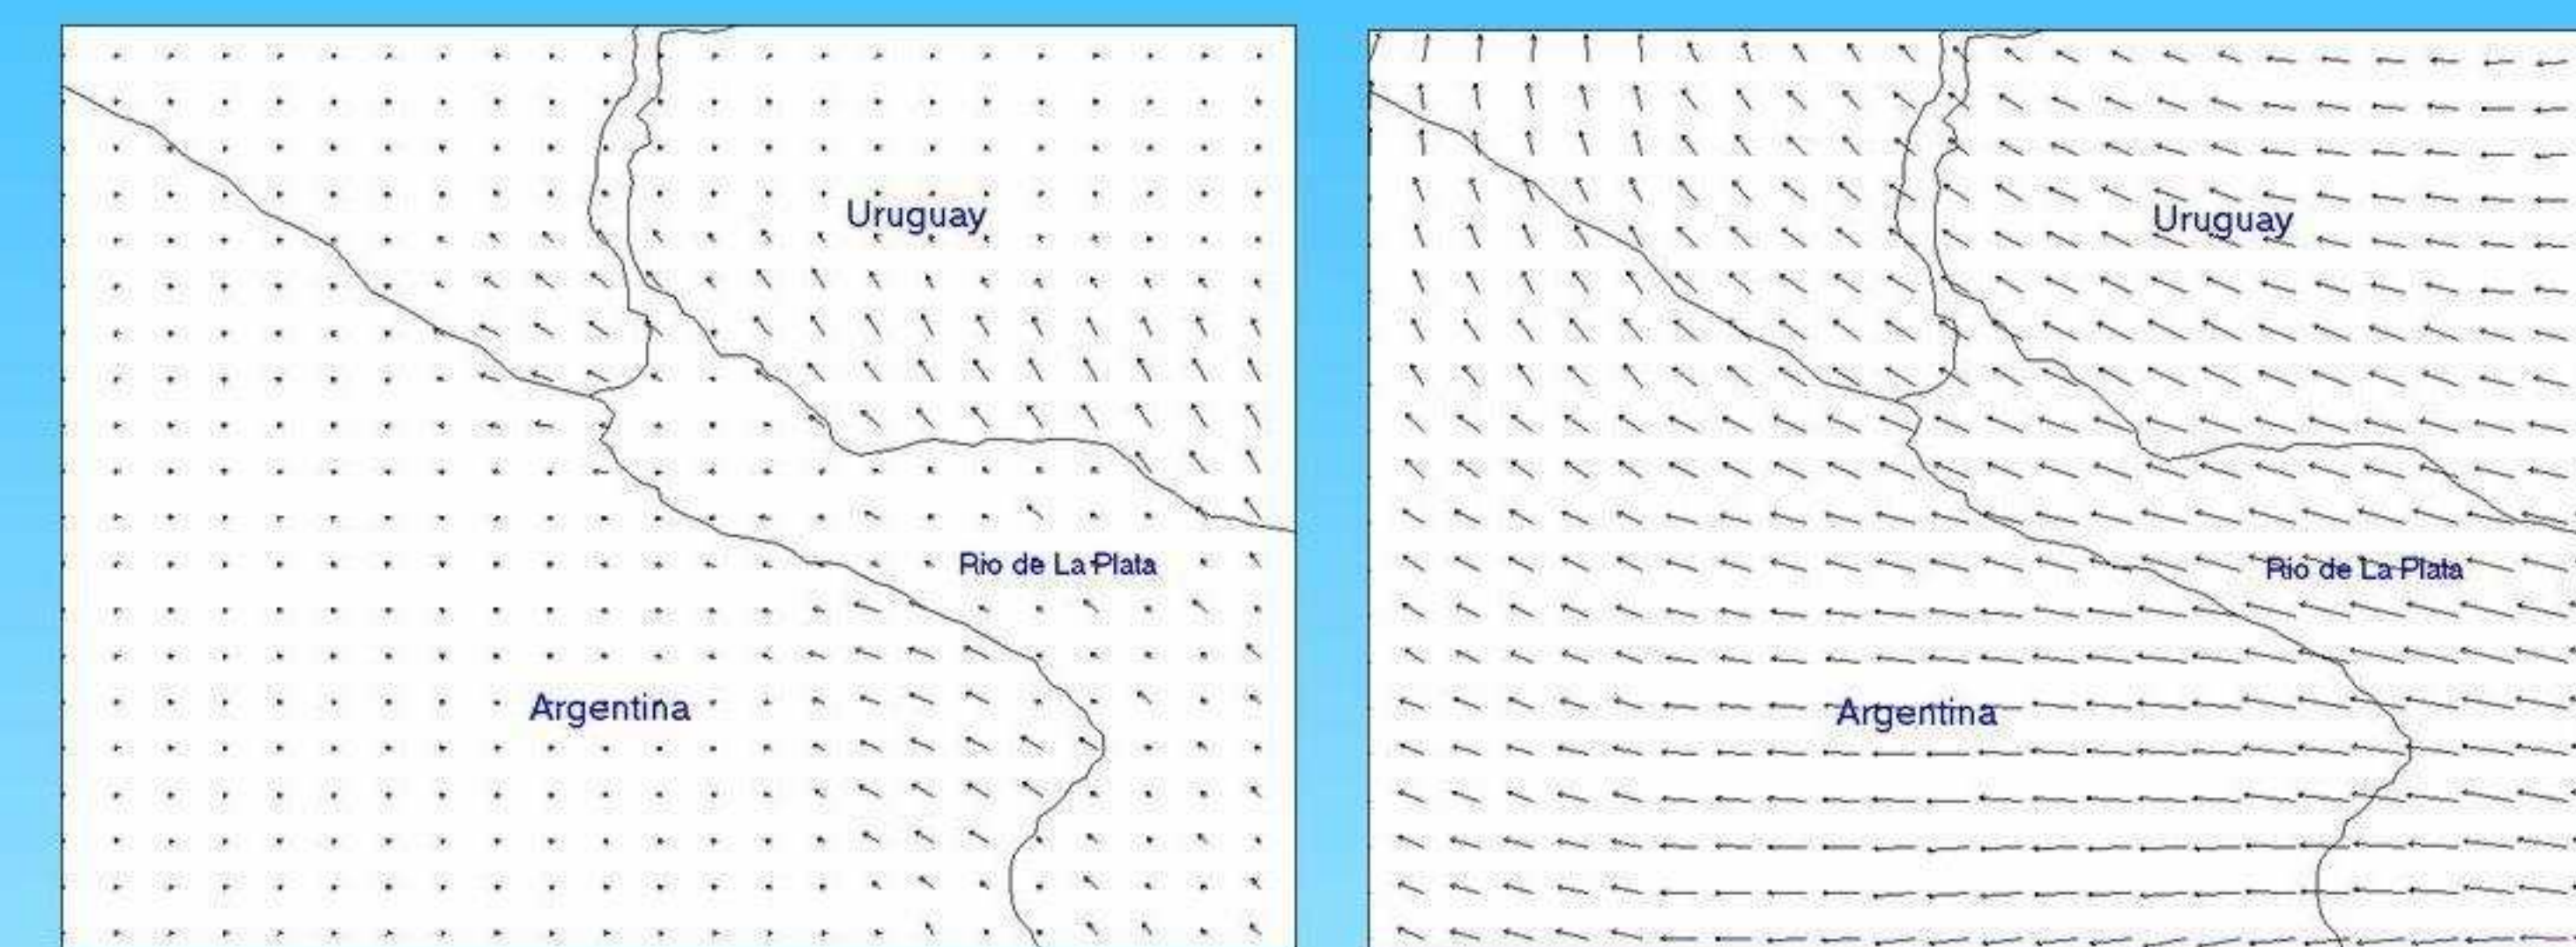 Uruguay
Rio de La Plata
Argentina
Uruguay
Rio de La Plata
Argentina